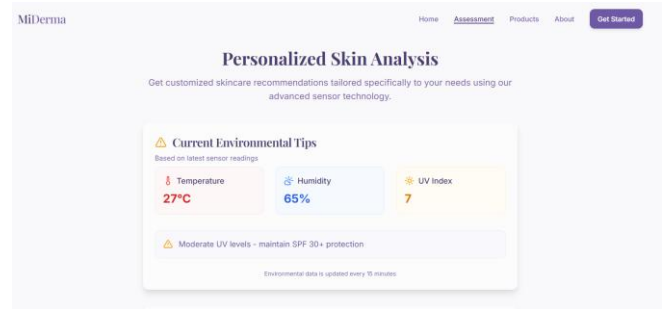 MiDerma
Home Assessment Products About Get Started
Personalized Skin Analysis
Get customized skincare recommendations tailored specifically to your needs using our
advanced sensor technology.
Current Environmental Tips
Based on latest sensor readings
Temperature
27°C
Humidity
65%
UV Index
7
Moderate UV levels - maintain SPF 30+ protection
Environmental data is updated every 15 minutes